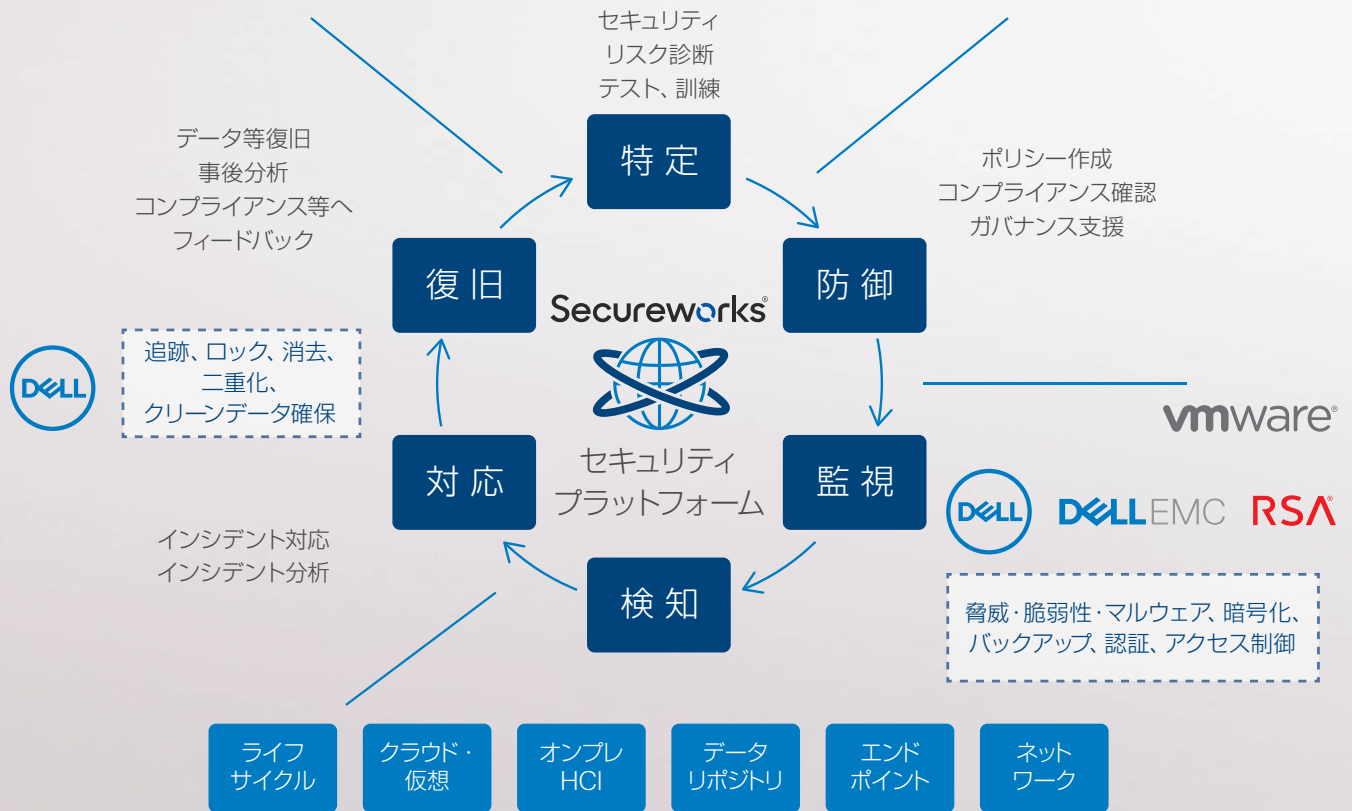 セキュリティ
リスク診断
テスト、訓練
特定
データ等復旧
事後分析
コンプライアンス等へ
フィードバック
ポリシー作成
コンプライアンス確認
ガバナンス支援
復旧
防御
Secureworks®
DELL
追跡、ロック、消去、
二重化、
クリーンデータ確保
vmware®
対応
セキュリティ
プラットフォーム
監視
DELL
DELL EMC
RSA®
インシデント対応
インシデント分析
検知
脅威・脆弱性・マルウェア、暗号化、
バックアップ、認証、アクセス制御
ライフ
サイクル
クラウド・
仮想
オンプレ
HCI
データ
リポジトリ
エンド
ポイント
ネット
ワーク